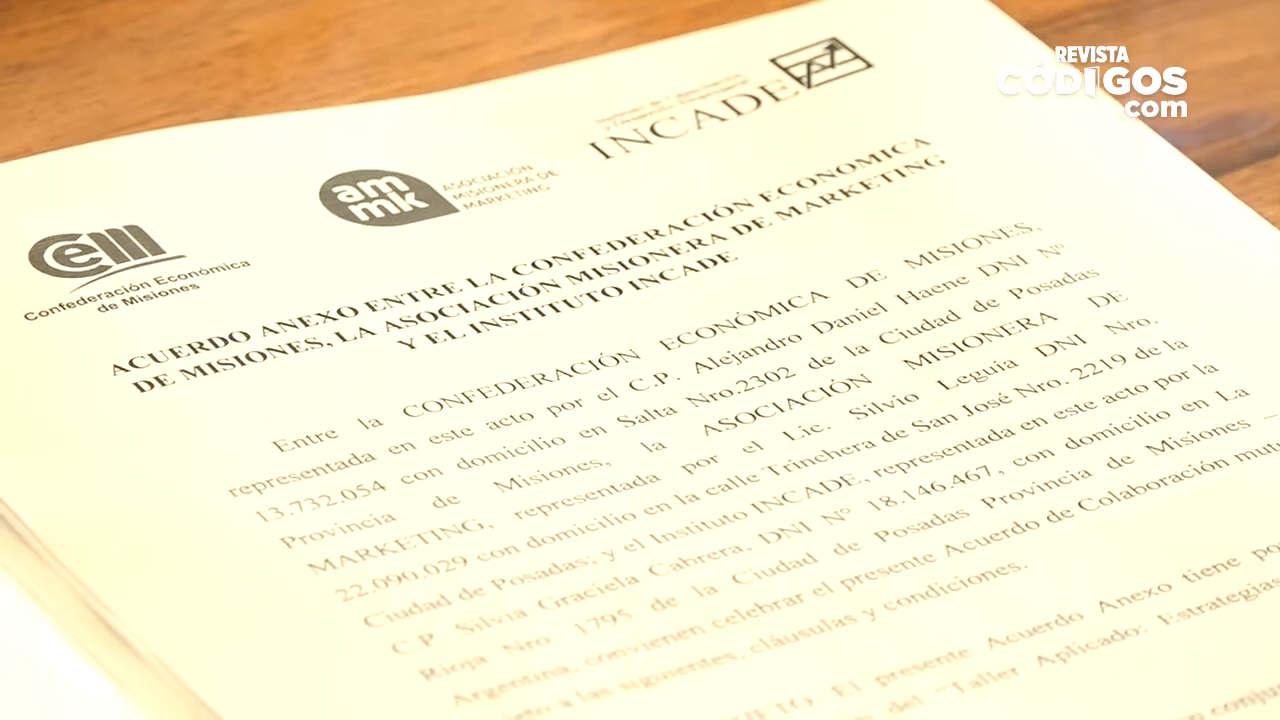 REVISTA
CÓDIGOS
.com
INCADE
am
mk
ASOCIACIÓN
MISIONERA DE
MARKETING
Cem
Confederación Económica
de Misiones
ACUERDO ANEXO ENTRE LA CONFEDERACIÓN ECONOMICA
DE MISIONES, LA ASOCIACIÓN MISIONERA DE MARKETING
Y EL INSTITUTO INCADE
Entre la CONFEDERACIÓN ECONÓMICA DE MISIONES,
representada en este acto por el C.P. Alejandro Daniel Haene DNI Nº
13.732.054 con domicilio en Salta Nro.2302 de la Ciudad de Posadas
Provincia de Misiones, la ASOCIACIÓN MISIONERA DE
MARKETING, representada por el Lic. Silvio Leguía DNI Nro.
22.090.029 con domicilio en la calle Trinchera de San José Nro. 2219 de la
Ciudad de Posadas; y el Instituto INCADE, representada en este acto por la
C.P. Silvia Graciela Cabrera, DNI Nº 18.146.467, con domicilio en La
Rioja Nro 1795 de la Ciudad de Posadas Provincia de Misiones –
Argentina, convienen celebrar el presente Acuerdo de Colaboración mutu
a las siguientes, cláusulas y condiciones.
El presente Acuerdo Anexo tiene po
del "Taller Aplicado: Estrategias
conju